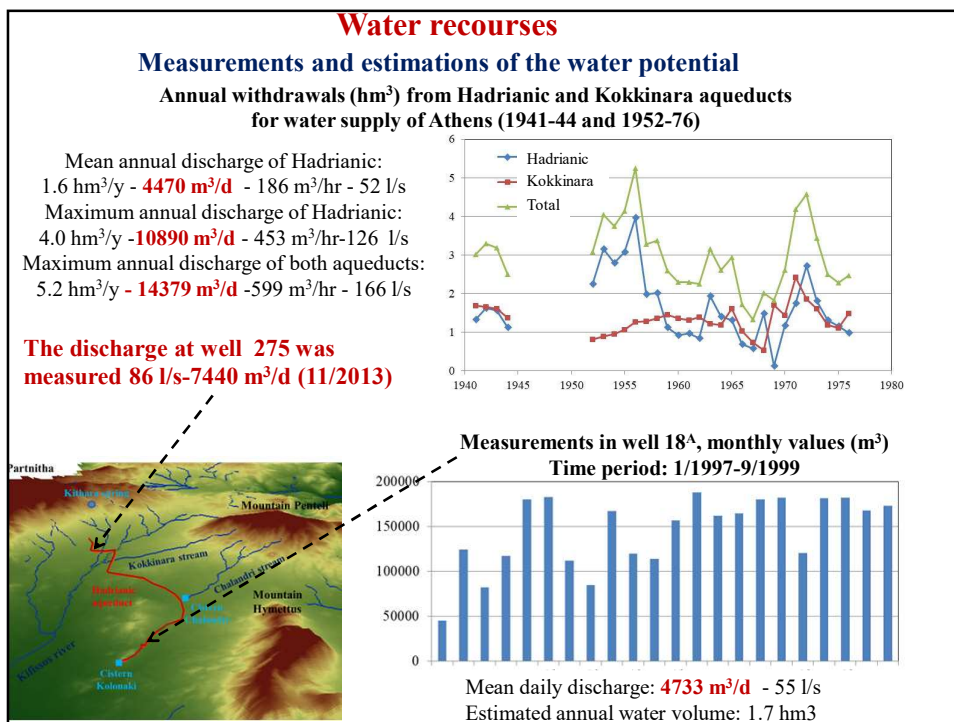 Water recourses
Measurements and estimations of the water potential
Annual withdrawals (hm³) from Hadrianic and Kokkinara aqueducts
for water supply of Athens (1941-44 and 1952-76)
Mean annual discharge of Hadrianic:
1.6 hm³/y - 4470 m³/d - 186 m³/hr - 52 l/s
Maximum annual discharge of Hadrianic:
4.0 hm³/y -10890 m³/d - 453 m³/hr-126 l/s
Maximum annual discharge of both aqueducts:
5.2 hm³/y - 14379 m³/d -599 m³/hr - 166 l/s
The discharge at well 275 was
measured 86 l/s-7440 m³/d (11/2013)
6
5
4
3
2
1
0
Hadrianic
Kokkinara
Total
1940 1945 1950 1955 1960 1965 1970 1975 1980
Partnitha
Kithara spring
Mountain Penteli
Kokkinara stream
Chalandri stream
Hadrianic
aqueduct
Cistern
Mountain
Hymettus
Kifissos river
Cistern
Kolonaki
Measurements in well 18ᴬ, monthly values (m³)
Time period: 1/1997-9/1999
200000
150000
100000
50000
0
Mean daily discharge: 4733 m³/d - 55 l/s
Estimated annual water volume: 1.7 hm3